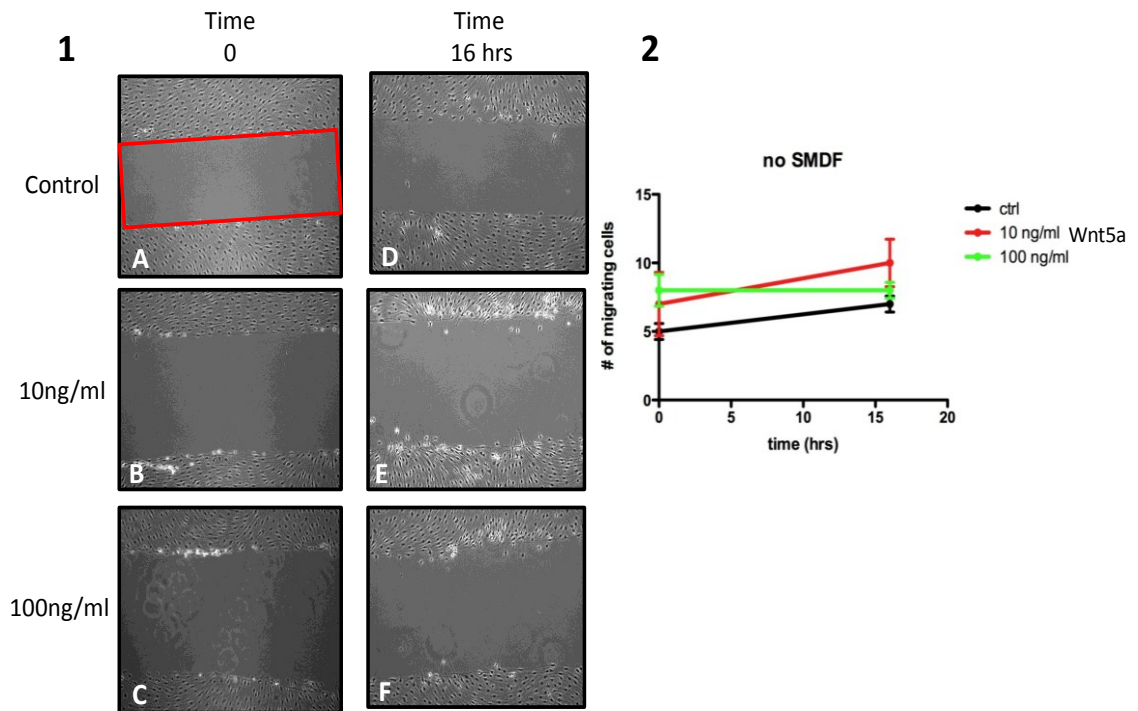 1
Time
0
Time
16 hrs
2
Control
A
D
10ng/ml
B
E
100ng/ml
C
F
no SMDF
15
10
5
0
0
5
10
15
20
# of migrating cells
time (hrs)
ctrl
10 ng/ml Wnt5a
100 ng/ml